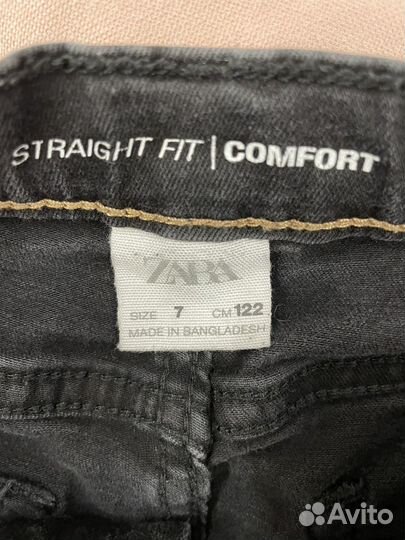 STRAIGHT FIT | COMFORT
ZARA
SIZE 7 CM 122
MADE IN BANGLADESH
Avito